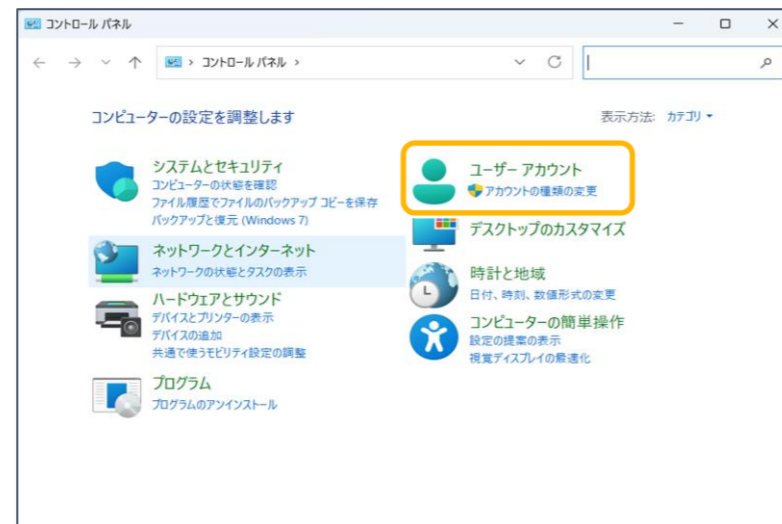 コントロール パネル
コントロール パネル
コンピューターの設定を調整します
表示方法: カテゴリ
システムとセキュリティ
コンピューターの状態を確認
ファイル履歴でファイルのバックアップ コピーを保存
バックアップと復元 (Windows 7)
ネットワークとインターネット
ネットワークの状態とタスクの表示
ハードウェアとサウンド
デバイスとプリンターの表示
デバイスの追加
共通で使うモビリティ設定の調整
プログラム
プログラムのアンインストール
ユーザー アカウント
アカウントの種類の変更
デスクトップのカスタマイズ
時計と地域
日付、時刻、数値形式の変更
コンピューターの簡単操作
設定の提案の表示
視覚ディスプレイの最適化